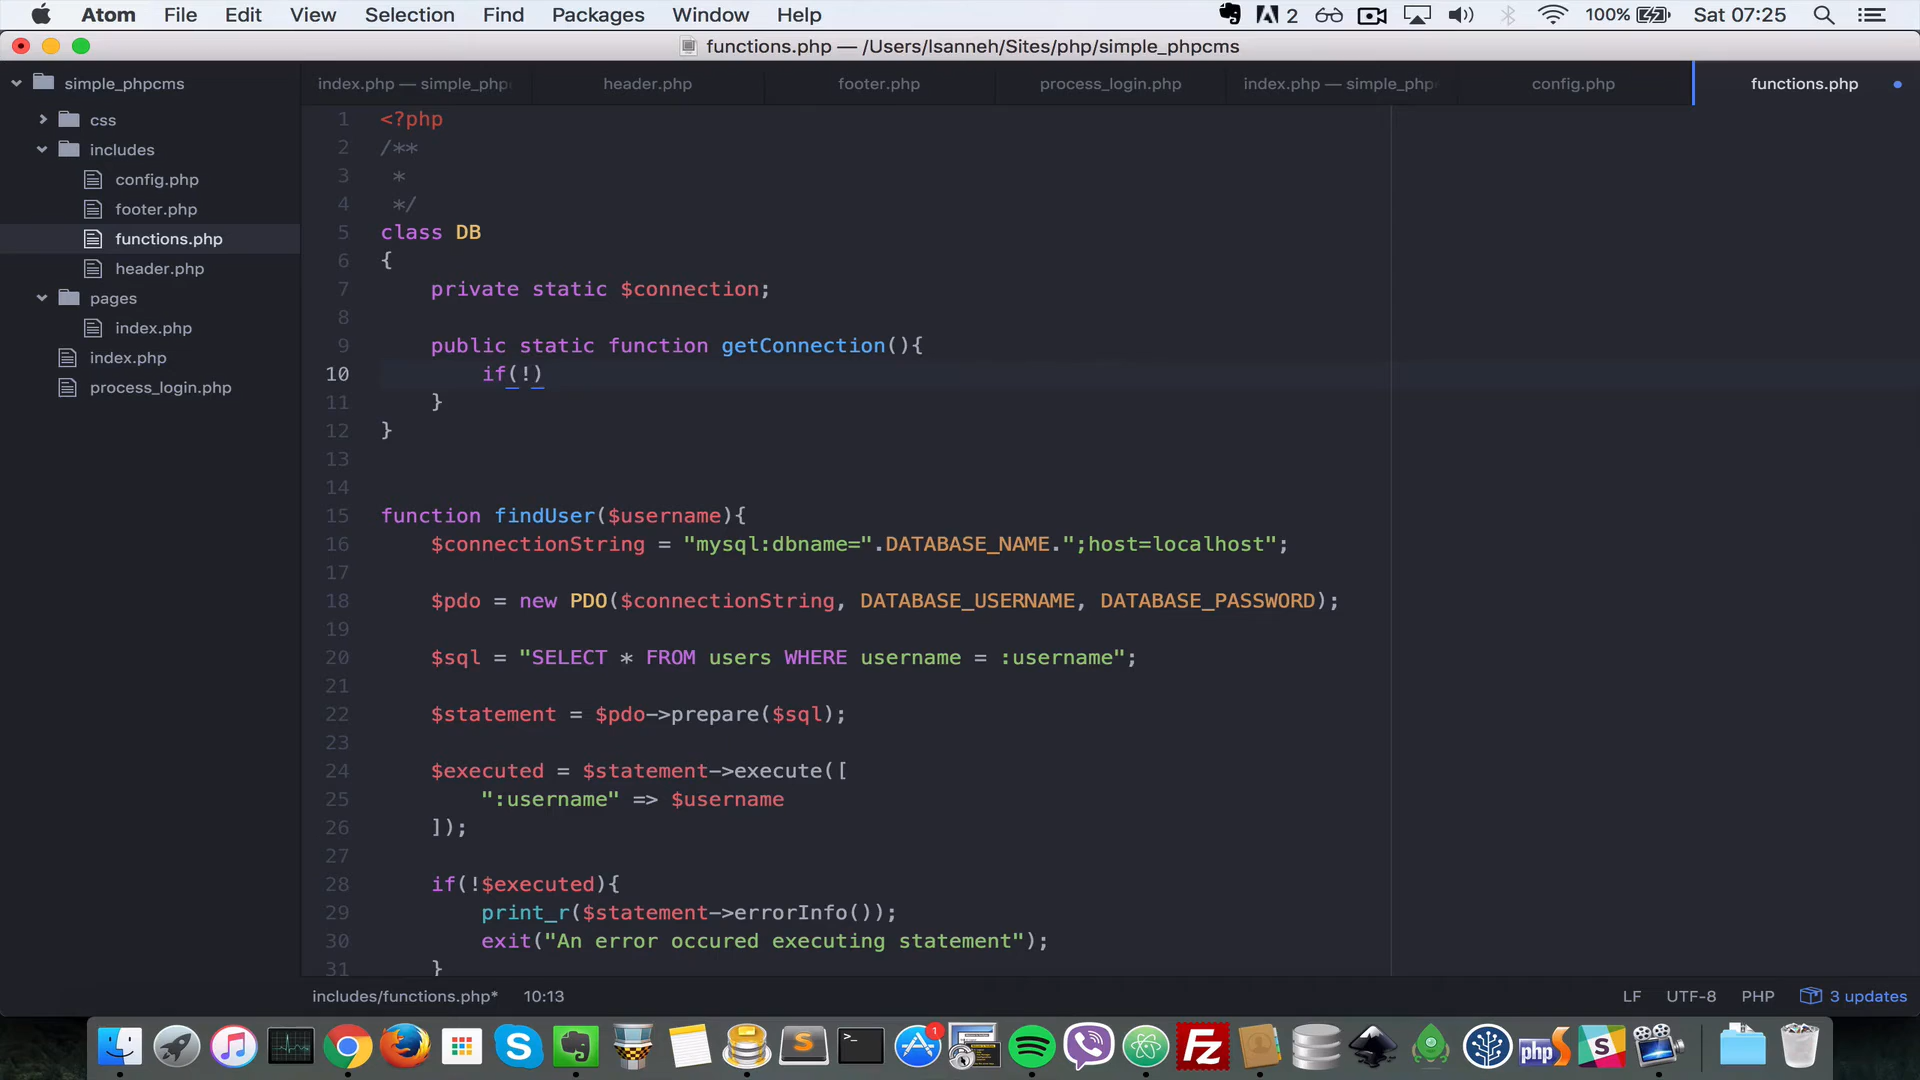 Atom File Edit View Selection Find Packages Window Help 2 100% Sat 07:25
functions.php — /Users/lsanneh/Sites/php/simple_phpcms
simple_phpcms
css
includes
config.php
footer.php
functions.php
header.php
pages
index.php
index.php
process_login.php
index.php — simple_php header.php footer.php process_login.php index.php — simple_php config.php functions.php
1 <?php
2 /**
3 *
4 */
5 class DB
6 {
7 private static $connection;
8
9 public static function getConnection(){
10 if(!)
11 }
12 }
13
14
15 function findUser($username){
16 $connectionString = "mysql:dbname=".DATABASE_NAME.";host=localhost";
17
18 $pdo = new PDO($connectionString, DATABASE_USERNAME, DATABASE_PASSWORD);
19
20 $sql = "SELECT * FROM users WHERE username = :username";
21
22 $statement = $pdo->prepare($sql);
23
24 $executed = $statement->execute([
25 ":username" => $username
26 ]);
27
28 if(!$executed){
29 print_r($statement->errorInfo());
30 exit("An error occured executing statement");
31 }
includes/functions.php* 10:13 LF UTF-8 PHP 3 updates
1
php